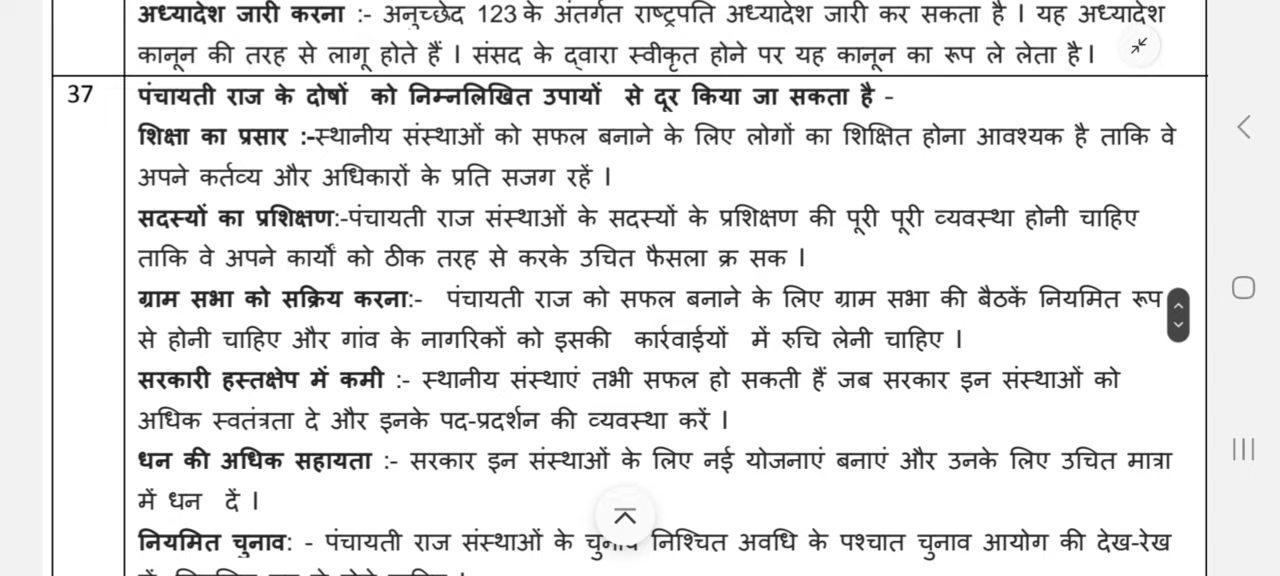 अध्यादेश जारी करना :- अनुच्छेद 123 के अंतर्गत राष्ट्रपति अध्यादेश जारी कर सकता है । यह अध्यादेश
कानून की तरह से लागू होते हैं । संसद के द्वारा स्वीकृत होने पर यह कानून का रूप ले लेता है।
37 पंचायती राज के दोषों को निम्नलिखित उपायों से दूर किया जा सकता है -
शिक्षा का प्रसार :-स्थानीय संस्थाओं को सफल बनाने के लिए लोगों का शिक्षित होना आवश्यक है ताकि वे
अपने कर्तव्य और अधिकारों के प्रति सजग रहें ।
सदस्यों का प्रशिक्षण:-पंचायती राज संस्थाओं के सदस्यों के प्रशिक्षण की पूरी पूरी व्यवस्था होनी चाहिए
ताकि वे अपने कार्यों को ठीक तरह से करके उचित फैसला क्र सक ।
ग्राम सभा को सक्रिय करना:- पंचायती राज को सफल बनाने के लिए ग्राम सभा की बैठकें नियमित रूप
से होनी चाहिए और गांव के नागरिकों को इसकी कार्रवाईयों में रुचि लेनी चाहिए ।
सरकारी हस्तक्षेप में कमी :- स्थानीय संस्थाएं तभी सफल हो सकती हैं जब सरकार इन संस्थाओं को
अधिक स्वतंत्रता दे और इनके पद-प्रदर्शन की व्यवस्था करें ।
धन की अधिक सहायता :- सरकार इन संस्थाओं के लिए नई योजनाएं बनाएं और उनके लिए उचित मात्रा
में धन दें ।
नियमित चुनाव: - पंचायती राज संस्थाओं के चुनाव निश्चित अवधि के पश्चात चुनाव आयोग की देख-रेख